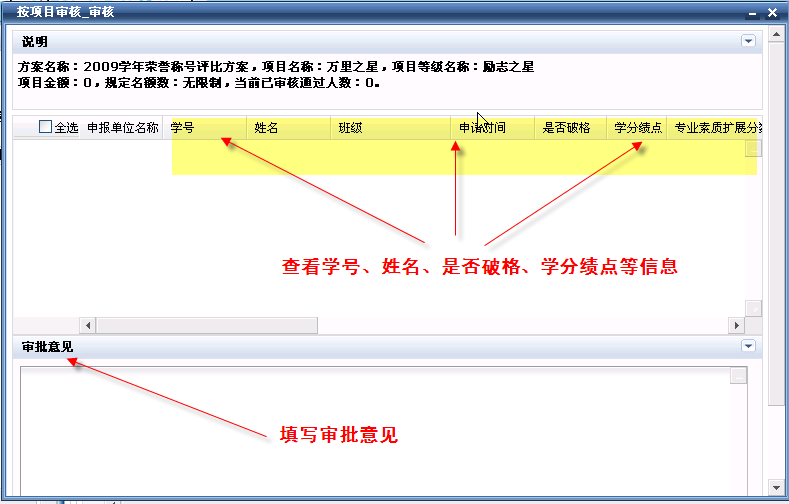 按项目审核_审核
说明
方案名称：2009学年荣誉称号评比方案，项目名称：万里之星，项目等级名称：励志之星
项目金额：0，规定名额数：无限制，当前已审核通过人数：0。
全选 申报单位名称 学号 姓名 班级 申请时间 是否破格 学分绩点 专业素质扩展分
查看学号、姓名、是否破格、学分绩点等信息
审批意见
填写审批意见